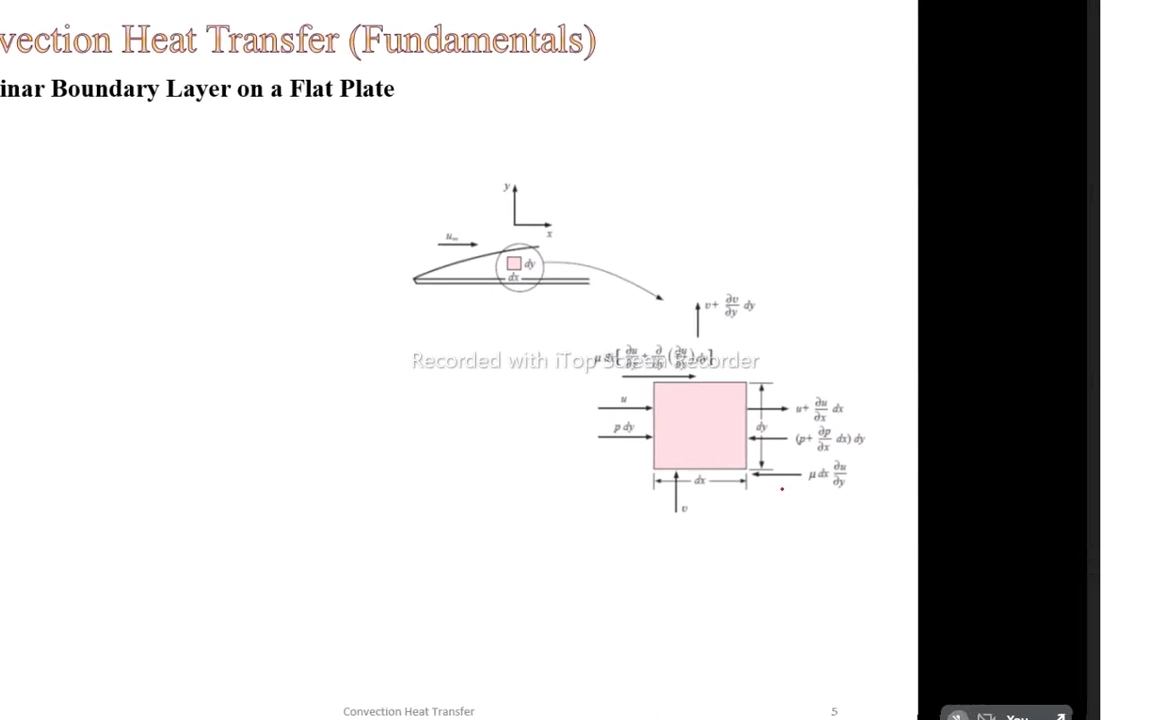 vection Heat Transfer (Fundamentals)
inar Boundary Layer on a Flat Plate
y
x
u∞
dy
dx
v+ ∂v/∂y dy
Recorded with iTop Screen Recorder
μ dx[∂u/∂y + ∂/∂y(∂u/∂y)dy]
u
u+ ∂u/∂x dx
p dy
dy
(p+ ∂p/∂x dx) dy
μ dx ∂u/∂y
dx
v
Convection Heat Transfer
5
You